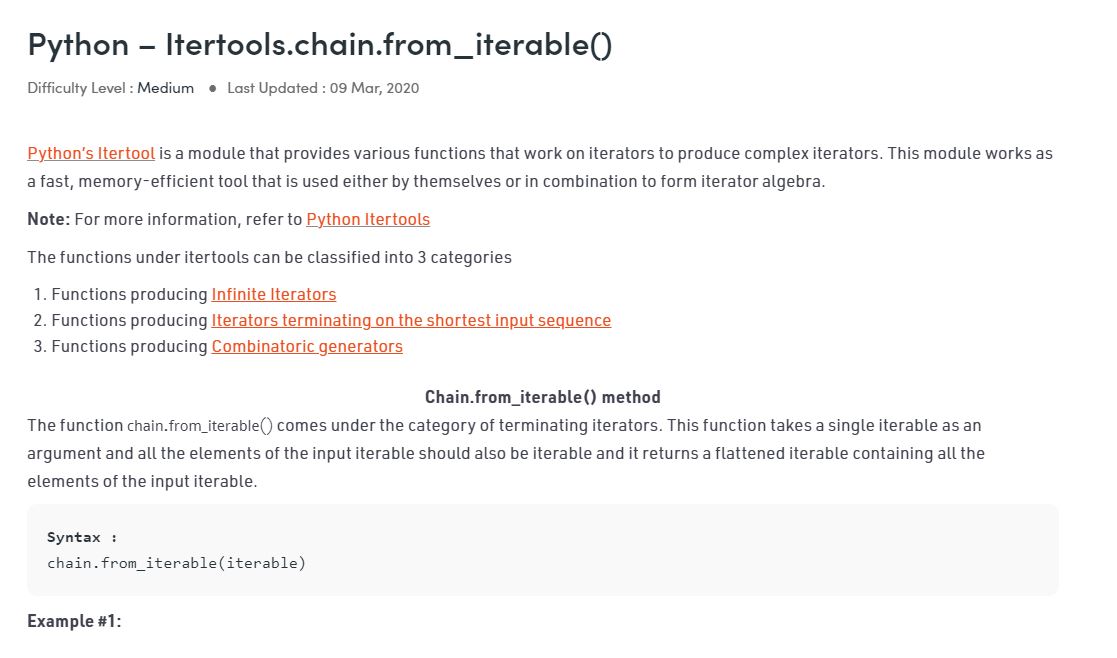 Python – Itertools.chain.from_iterable()
Difficulty Level : Medium ● Last Updated : 09 Mar, 2020
Python's Itertool is a module that provides various functions that work on iterators to produce complex iterators. This module works as
a fast, memory-efficient tool that is used either by themselves or in combination to form iterator algebra.
Note: For more information, refer to Python Itertools
The functions under itertools can be classified into 3 categories
1. Functions producing Infinite Iterators
2. Functions producing Iterators terminating on the shortest input sequence
3. Functions producing Combinatoric generators
Chain.from_iterable() method
The function chain.from_iterable() comes under the category of terminating iterators. This function takes a single iterable as an
argument and all the elements of the input iterable should also be iterable and it returns a flattened iterable containing all the
elements of the input iterable.
Syntax :
chain.from_iterable(iterable)
Example #1: